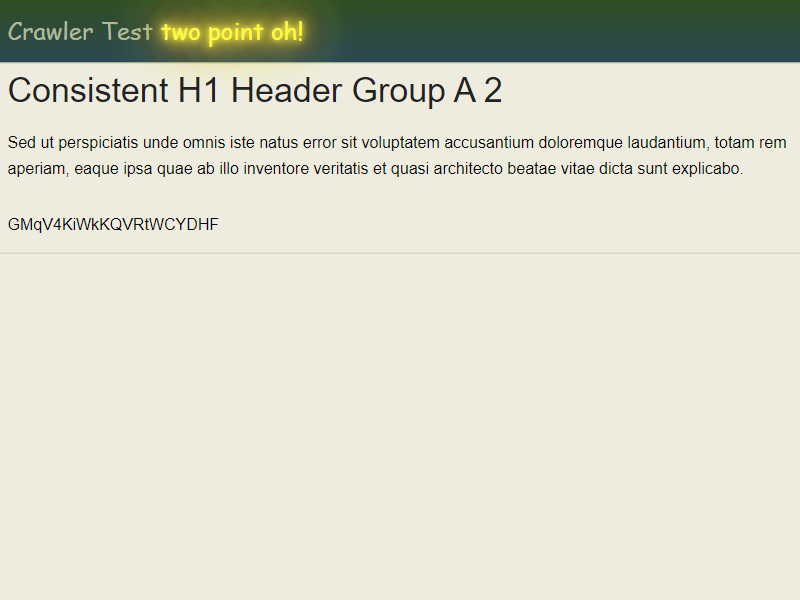 Crawler Test two point oh!
Consistent H1 Header Group A 2
Sed ut perspiciatis unde omnis iste natus error sit voluptatem accusantium doloremque laudantium, totam rem
aperiam, eaque ipsa quae ab illo inventore veritatis et quasi architecto beatae vitae dicta sunt explicabo.
GMqV4KiWkKQVRtWCYDHF